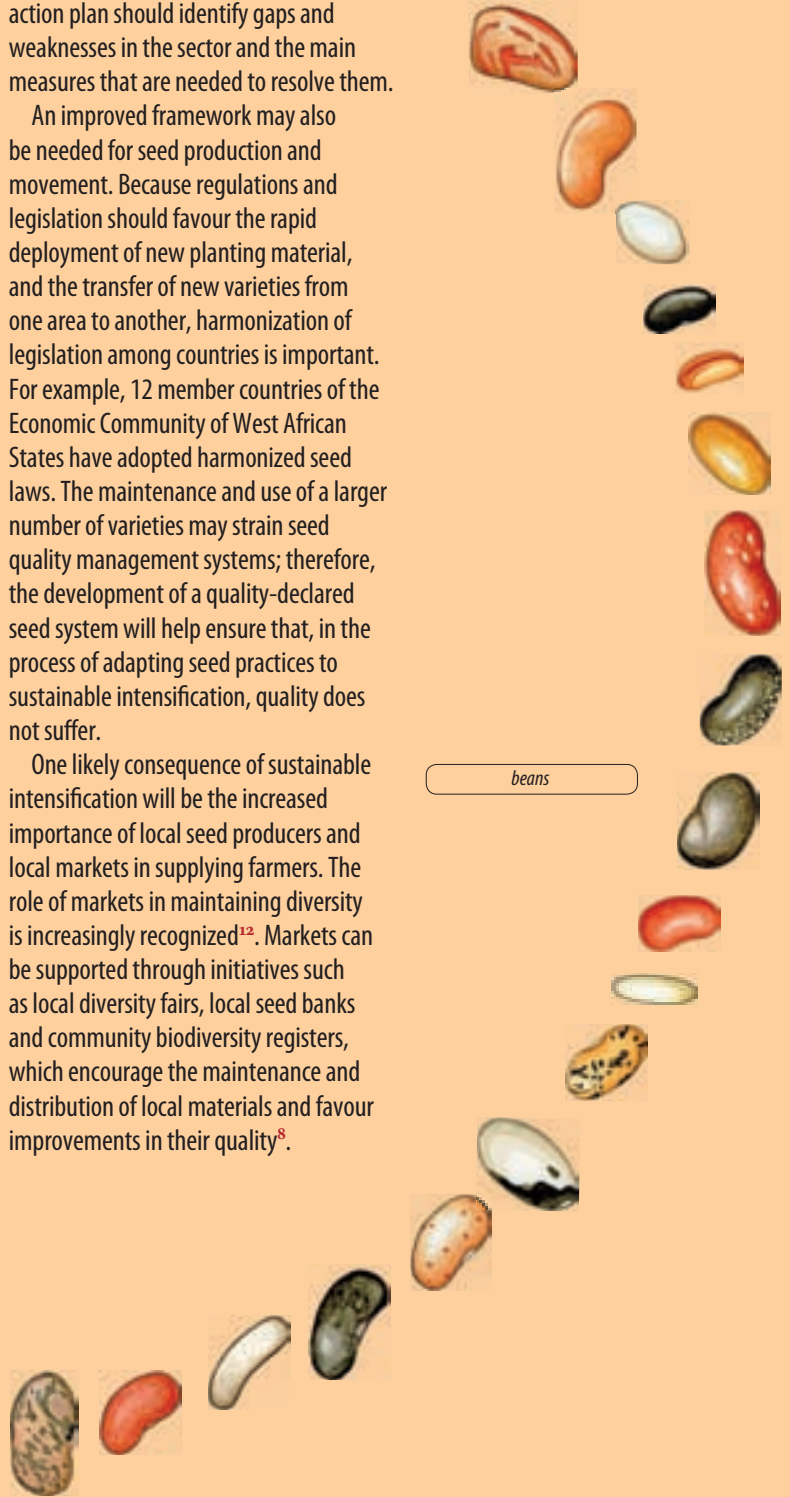 action plan should identify gaps and
weaknesses in the sector and the main
measures that are needed to resolve them.
An improved framework may also
be needed for seed production and
movement. Because regulations and
legislation should favour the rapid
deployment of new planting material,
and the transfer of new varieties from
one area to another, harmonization of
legislation among countries is important.
For example, 12 member countries of the
Economic Community of West African
States have adopted harmonized seed
laws. The maintenance and use of a larger
number of varieties may strain seed
quality management systems; therefore,
the development of a quality-declared
seed system will help ensure that, in the
process of adapting seed practices to
sustainable intensification, quality does
not suffer.
One likely consequence of sustainable
intensification will be the increased
importance of local seed producers and
local markets in supplying farmers. The
role of markets in maintaining diversity
is increasingly recognized¹². Markets can
be supported through initiatives such
as local diversity fairs, local seed banks
and community biodiversity registers,
which encourage the maintenance and
distribution of local materials and favour
improvements in their quality⁸.
beans